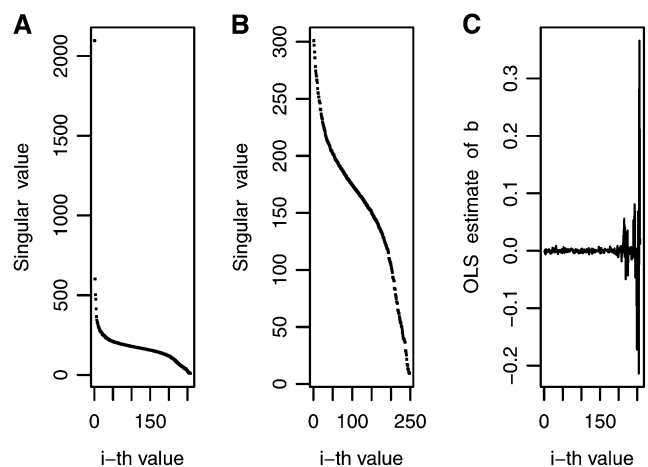 A
B
C
Singular value
0
500
1000
1500
2000
0
150
i−th value
Singular value
0
50
100
150
200
250
300
0
100
250
i−th value
OLS estimate of b
−0.2
−0.1
0.0
0.1
0.2
0.3
0
150
i−th value